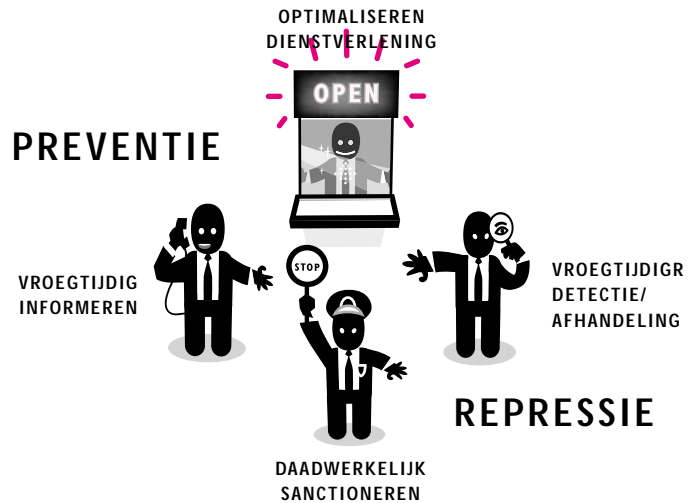 OPTIMALISEREN
DIENSTVERLENING
OPEN
PREVENTIE
VROEGTIJDIG
INFORMEREN
STOP
VROEGTIJDIGR
DETECTIE/
AFHANDELING
REPRESSIE
DAADWERKELIJK
SANCTIONEREN